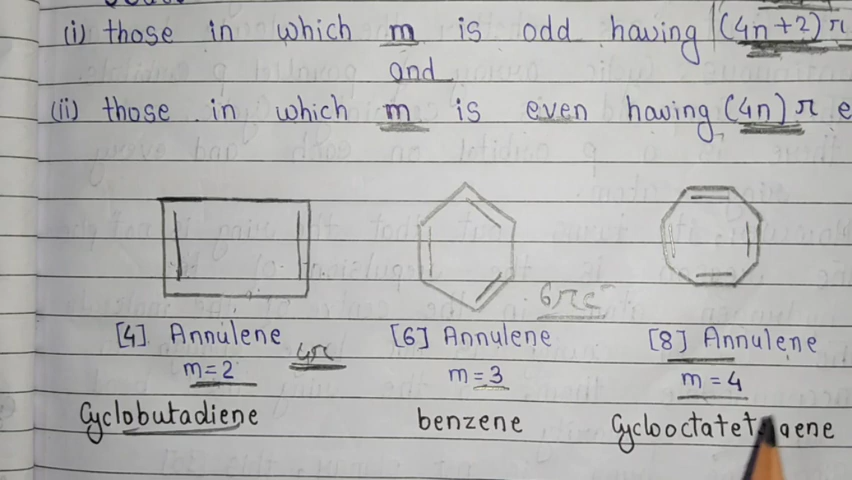 (i) those in which m is odd having (4n+2)π
and
(ii) those in which m is even having (4n)π e
6πe⁻
[4] Annulene [6] Annulene [8] Annulene
4π
m=2 m=3 m=4
Cyclobutadiene benzene